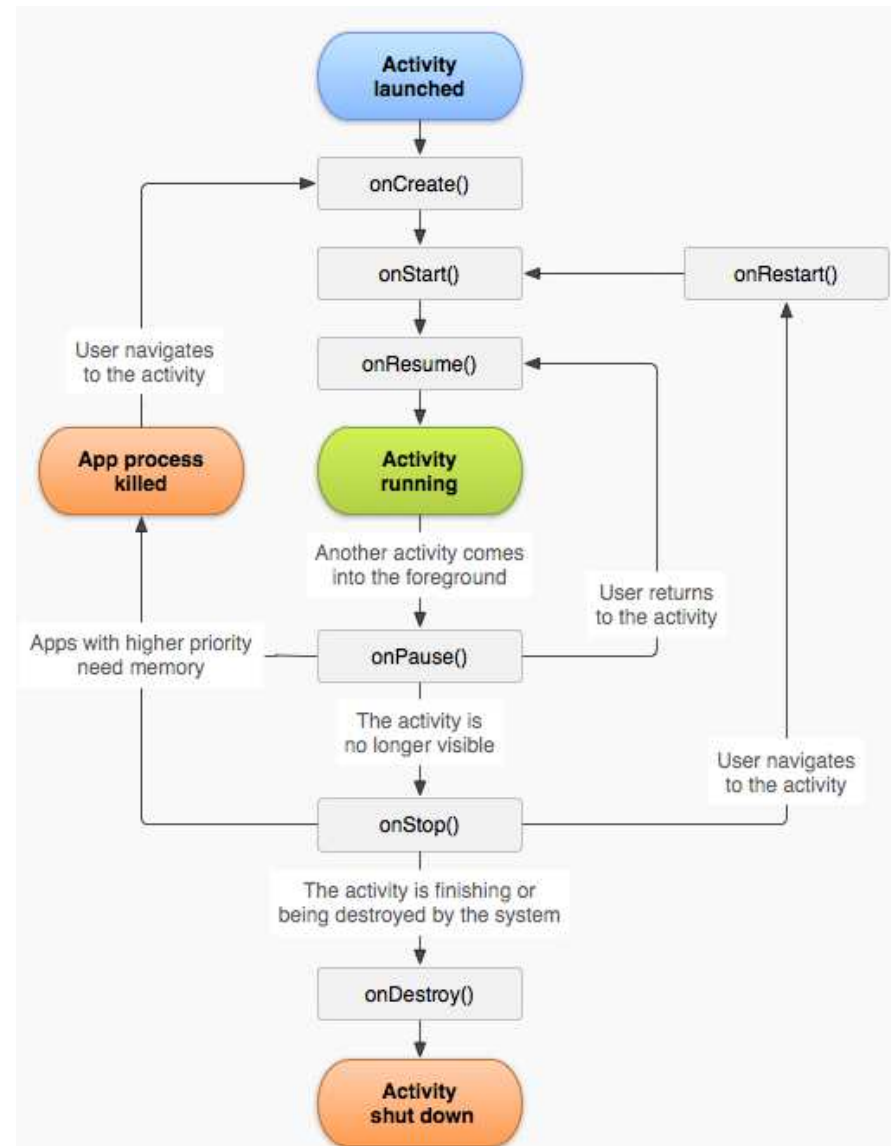 Activity
launched
onCreate()
onStart()
onRestart()
User navigates
to the activity
onResume()
App process
killed
Activity
running
Another activity comes
into the foreground
User returns
to the activity
Apps with higher priority
need memory
onPause()
The activity is
no longer visible
User navigates
to the activity
onStop()
The activity is finishing or
being destroyed by the system
onDestroy()
Activity
shut down